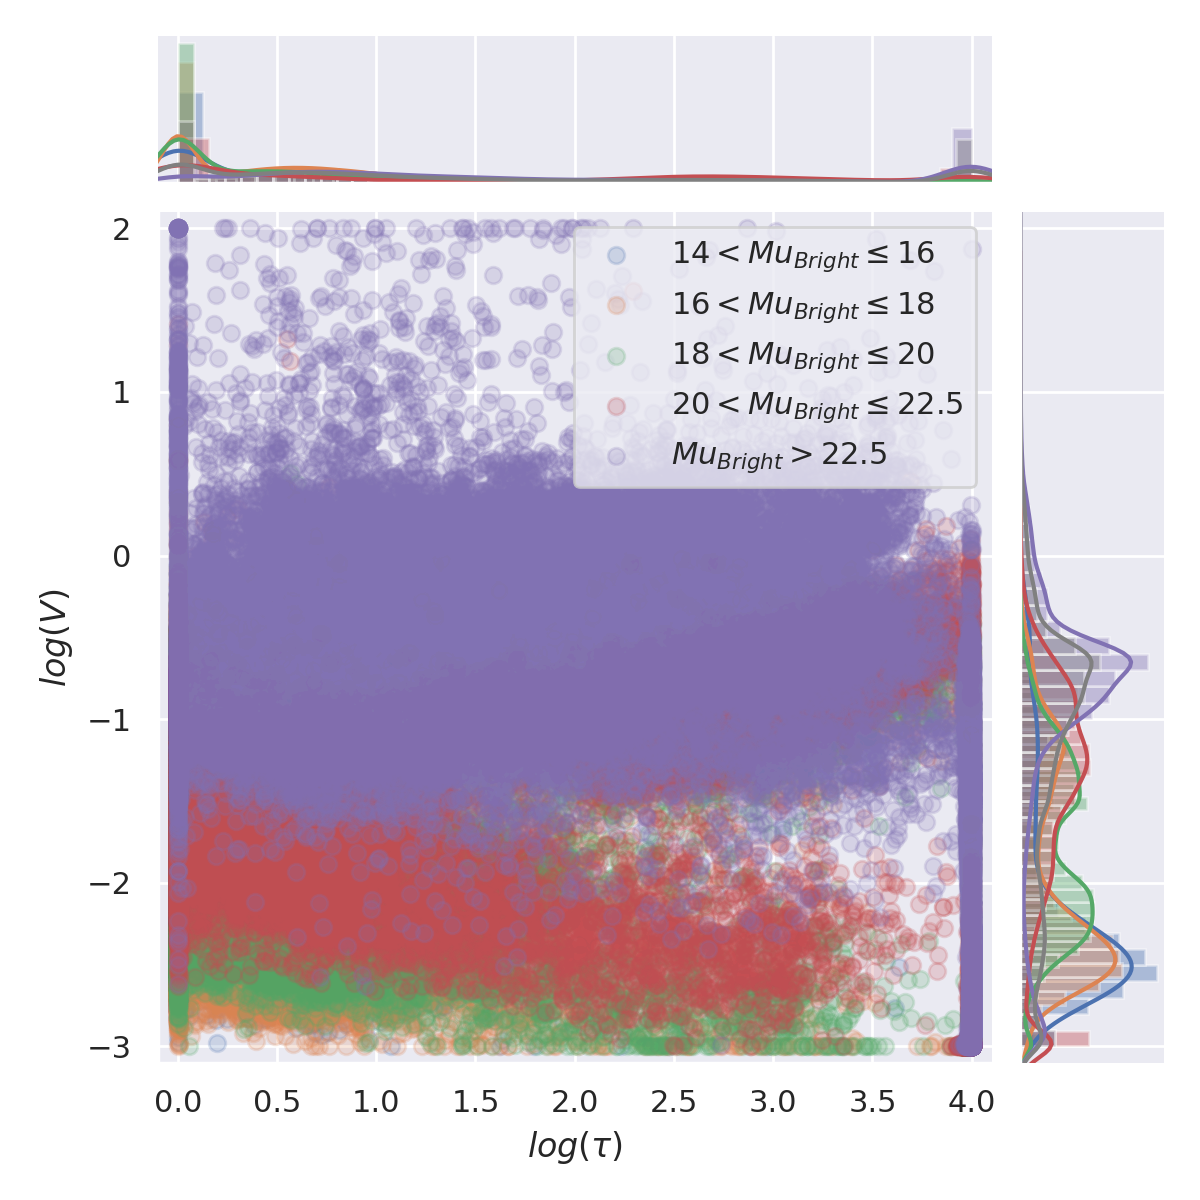 2
1
0
−1
−2
−3
log(V)
14 < Mu_Bright ≤ 16
16 < Mu_Bright ≤ 18
18 < Mu_Bright ≤ 20
20 < Mu_Bright ≤ 22.5
Mu_Bright > 22.5
0.0 0.5 1.0 1.5 2.0 2.5 3.0 3.5 4.0
log(τ)